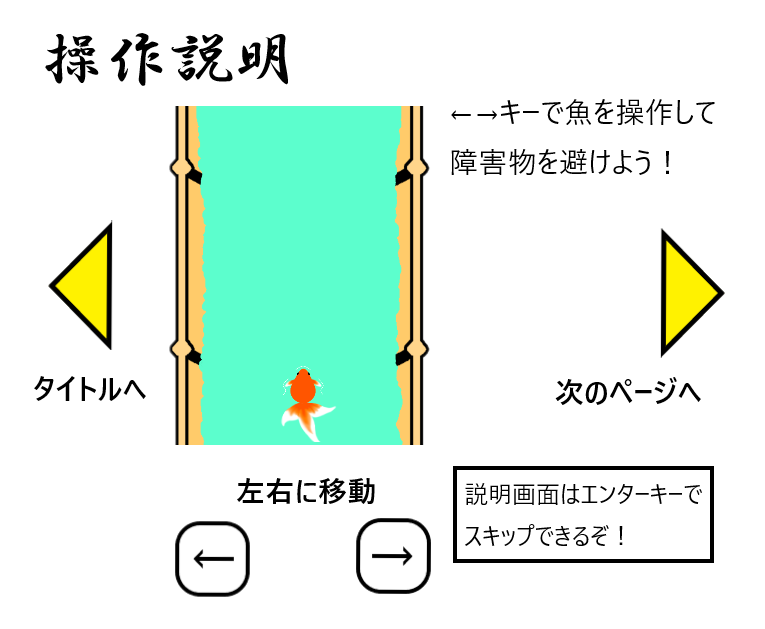 操作説明
←→キーで魚を操作して
障害物を避けよう！
タイトルへ
次のページへ
左右に移動
← →
説明画面はエンターキーで
スキップできるぞ！